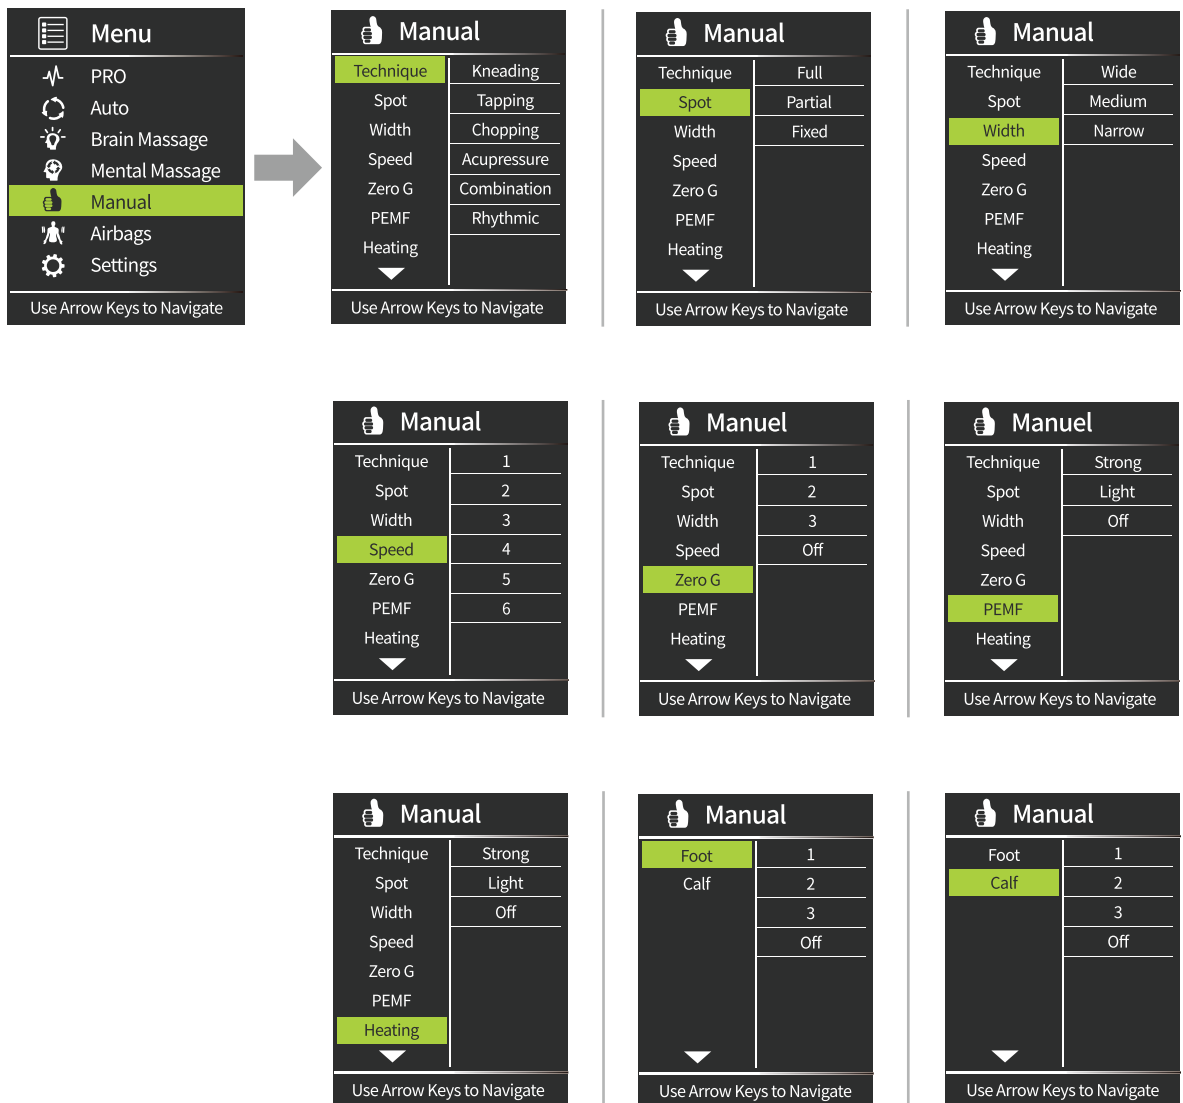 Menu
PRO
Auto
Brain Massage
Mental Massage
Manual
Airbags
Settings
Use Arrow Keys to Navigate
Manual
Technique Kneading
Spot Tapping
Width Chopping
Speed Acupressure
Zero G Combination
PEMF Rhythmic
Heating
Use Arrow Keys to Navigate
Manual
Technique Full
Spot Partial
Width Fixed
Speed
Zero G
PEMF
Heating
Use Arrow Keys to Navigate
Manual
Technique Wide
Spot Medium
Width Narrow
Speed
Zero G
PEMF
Heating
Use Arrow Keys to Navigate
Manual
Technique 1
Spot 2
Width 3
Speed 4
Zero G 5
PEMF 6
Heating
Use Arrow Keys to Navigate
Manuel
Technique 1
Spot 2
Width 3
Speed Off
Zero G
PEMF
Heating
Use Arrow Keys to Navigate
Manuel
Technique Strong
Spot Light
Width Off
Speed
Zero G
PEMF
Heating
Use Arrow Keys to Navigate
Manual
Technique Strong
Spot Light
Width Off
Speed
Zero G
PEMF
Heating
Use Arrow Keys to Navigate
Manual
Foot 1
Calf 2
3
Off
Use Arrow Keys to Navigate
Manual
Foot 1
Calf 2
3
Off
Use Arrow Keys to Navigate